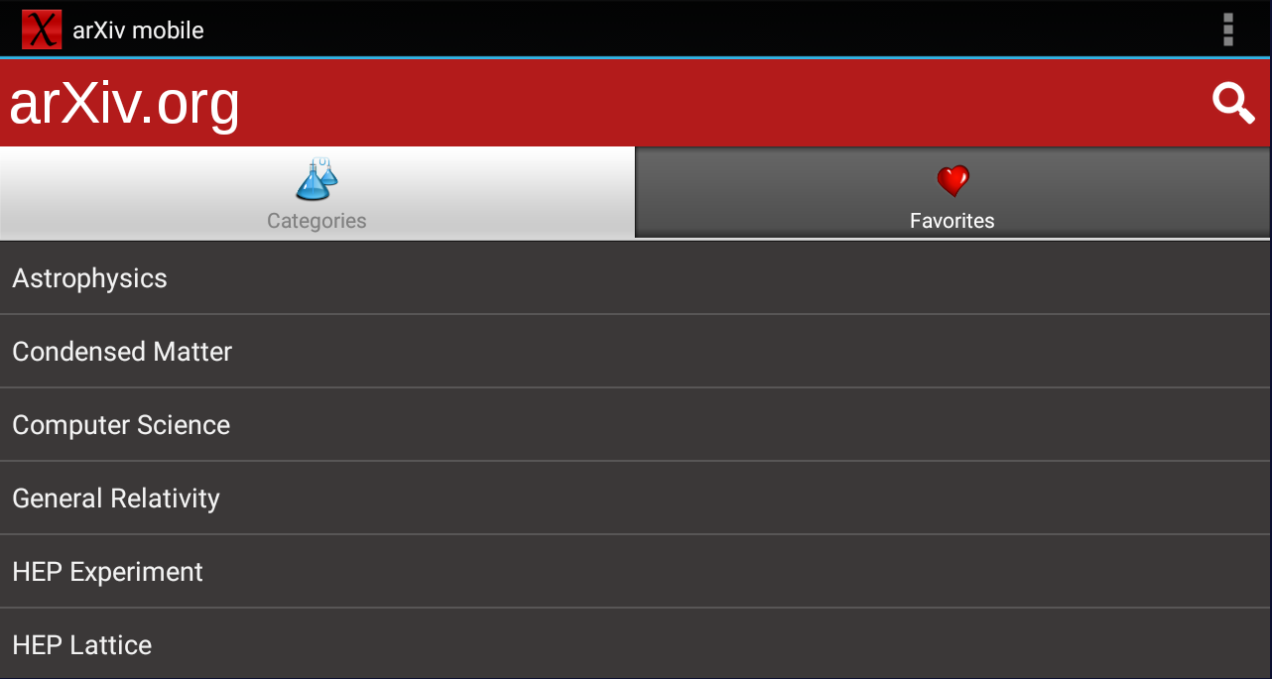 arXiv mobile
arXiv.org
Categories
Favorites
Astrophysics
Condensed Matter
Computer Science
General Relativity
HEP Experiment
HEP Lattice